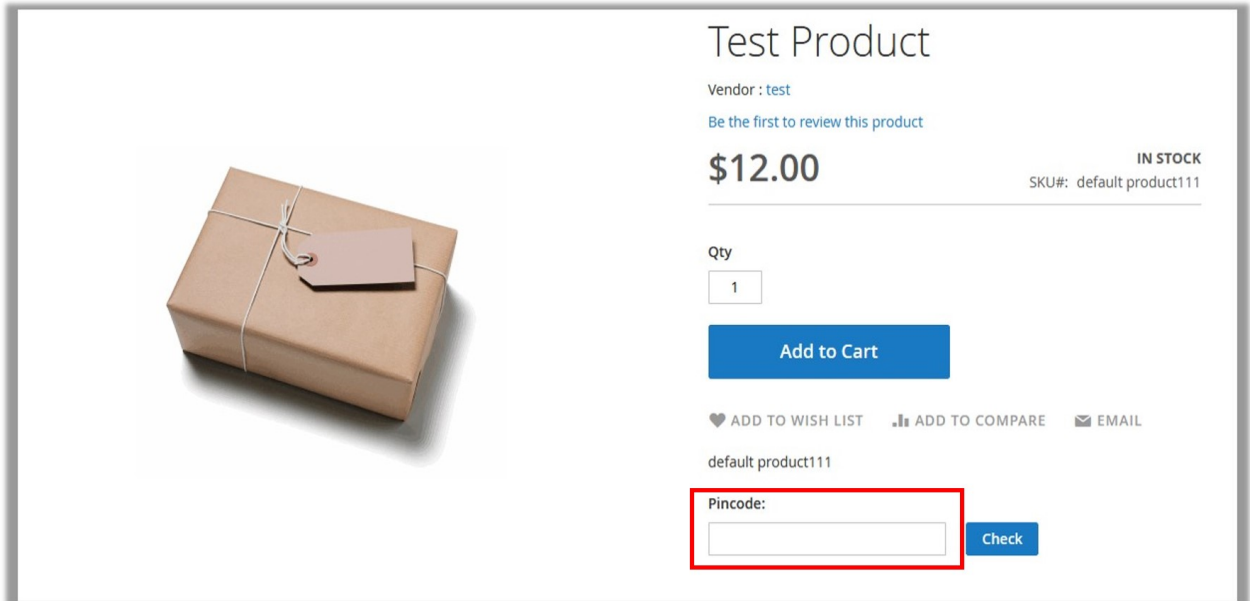 Test Product
Vendor : test
Be the first to review this product
$12.00
IN STOCK
SKU#: default product111
Qty
1
Add to Cart
ADD TO WISH LIST ADD TO COMPARE EMAIL
default product111
Pincode:
Check